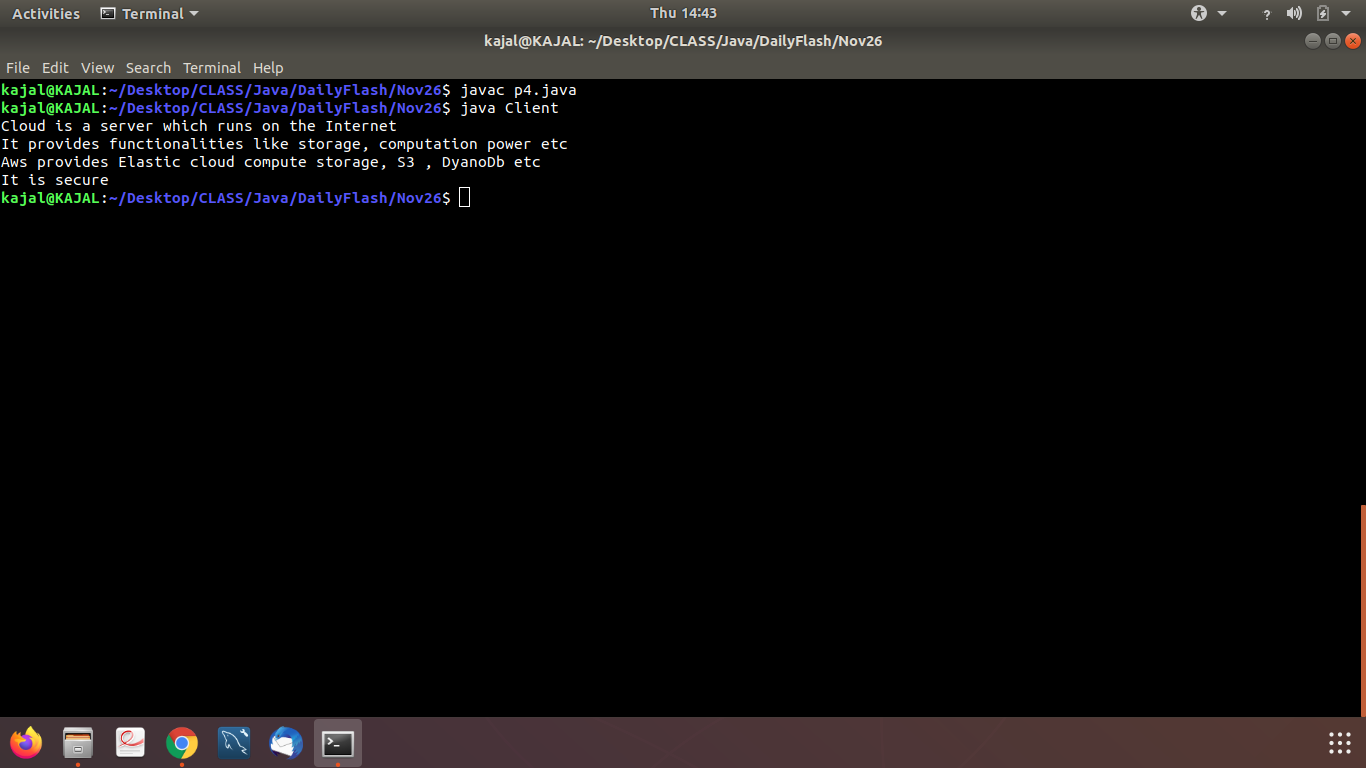 Activities Terminal Thu 14:43
kajal@KAJAL: ~/Desktop/CLASS/Java/DailyFlash/Nov26
File Edit View Search Terminal Help
kajal@KAJAL:~/Desktop/CLASS/Java/DailyFlash/Nov26$ javac p4.java
kajal@KAJAL:~/Desktop/CLASS/Java/DailyFlash/Nov26$ java Client
Cloud is a server which runs on the Internet
It provides functionalities like storage, computation power etc
Aws provides Elastic cloud compute storage, S3 , DyanoDb etc
It is secure
kajal@KAJAL:~/Desktop/CLASS/Java/DailyFlash/Nov26$